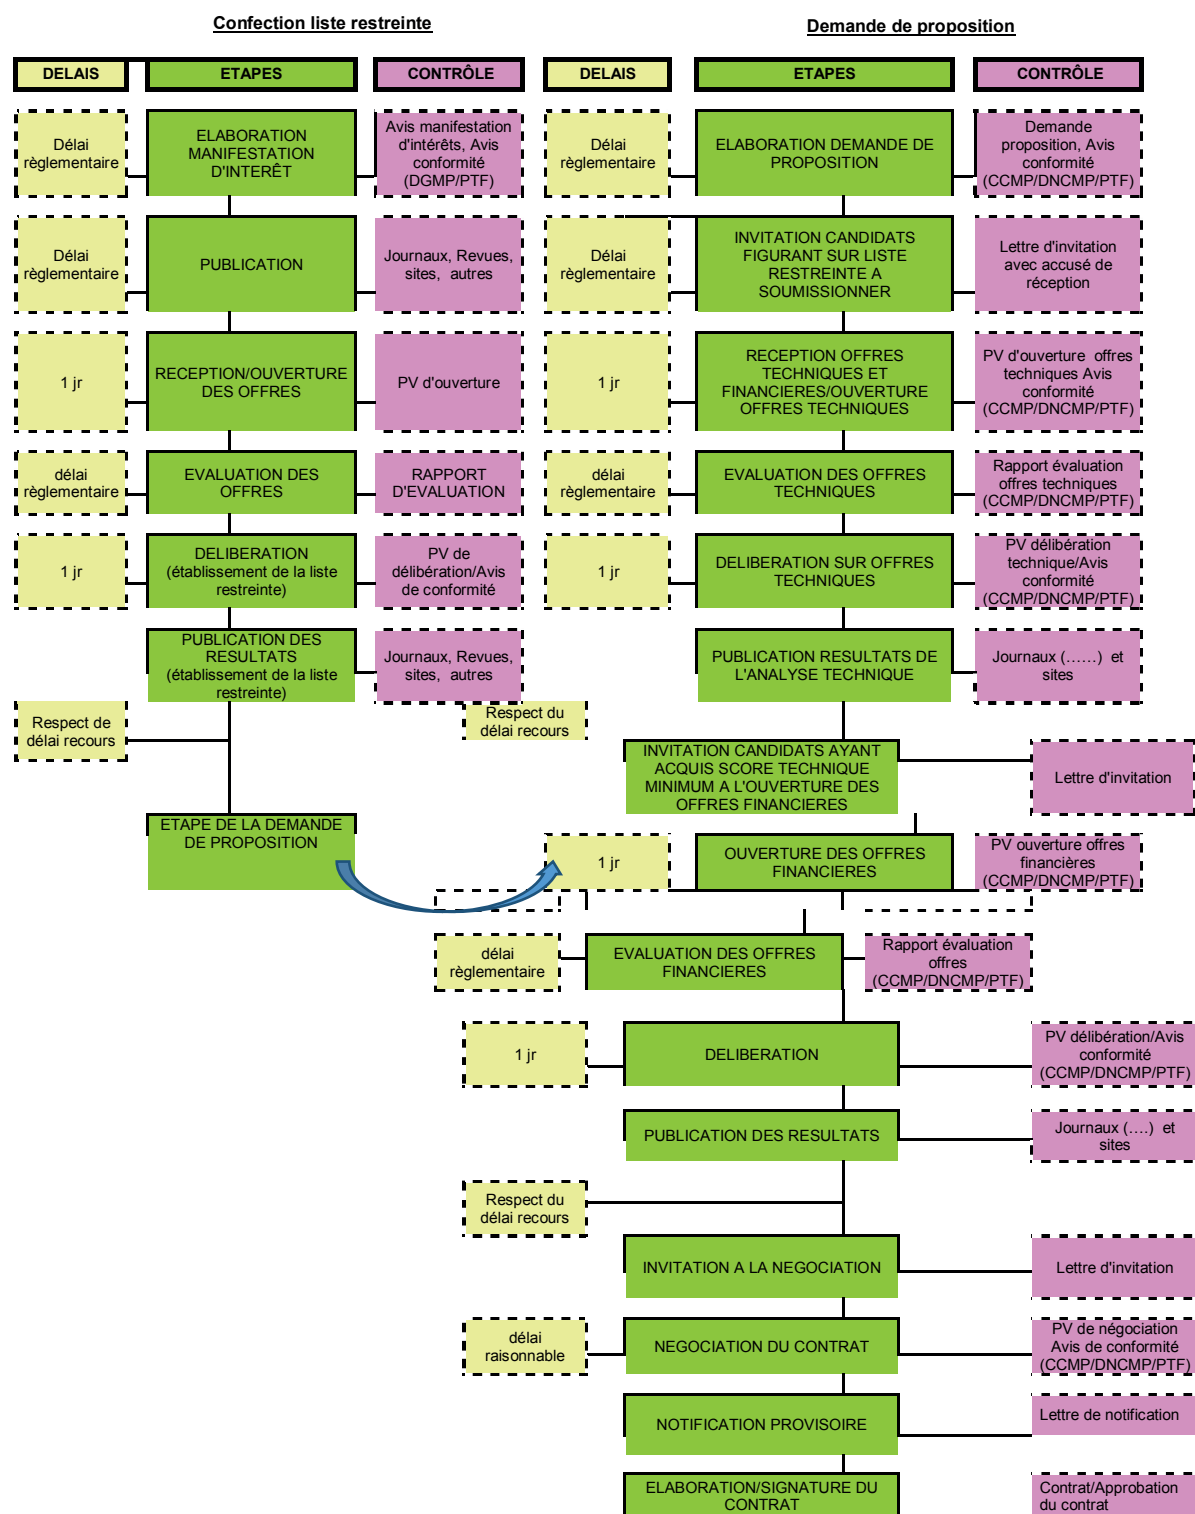 Confection liste restreinte
Demande de proposition
DELAIS
ETAPES
CONTRÔLE
DELAIS
ETAPES
CONTRÔLE
Délai
règlementaire
ELABORATION
MANIFESTATION
D'INTERÊT
Avis manifestation
d'intérêts, Avis
conformité
(DGMP/PTF)
Délai
règlementaire
ELABORATION DEMANDE DE
PROPOSITION
Demande
proposition, Avis
conformité
(CCMP/DNCMP/PTF)
Délai
règlementaire
PUBLICATION
Journaux, Revues,
sites, autres
Délai
règlementaire
INVITATION CANDIDATS
FIGURANT SUR LISTE
RESTREINTE A
SOUMISSIONNER
Lettre d'invitation
avec accusé de
réception
1 jr
RECEPTION/OUVERTURE
DES OFFRES
PV d'ouverture
1 jr
RECEPTION OFFRES
TECHNIQUES ET
FINANCIERES/OUVERTURE
OFFRES TECHNIQUES
PV d'ouverture offres
techniques Avis
conformité
(CCMP/DNCMP/PTF)
délai
règlementaire
EVALUATION DES
OFFRES
RAPPORT
D'EVALUATION
délai
règlementaire
EVALUATION DES OFFRES
TECHNIQUES
Rapport évaluation
offres techniques
(CCMP/DNCMP/PTF)
1 jr
DELIBERATION
(établissement de la liste
restreinte)
PV de
délibération/Avis
de conformité
1 jr
DELIBERATION SUR OFFRES
TECHNIQUES
PV délibération
technique/Avis
conformité
(CCMP/DNCMP/PTF)
PUBLICATION DES
RESULTATS
(établissement de la liste
restreinte)
Journaux, Revues,
sites, autres
PUBLICATION RESULTATS DE
L'ANALYSE TECHNIQUE
Journaux (……) et
sites
Respect de
délai recours
Respect du
délai recours
INVITATION CANDIDATS AYANT
ACQUIS SCORE TECHNIQUE
MINIMUM A L'OUVERTURE DES
OFFRES FINANCIERES
Lettre d'invitation
ETAPE DE LA DEMANDE
DE PROPOSITION
1 jr
OUVERTURE DES OFFRES
FINANCIERES
PV ouverture offres
financières
(CCMP/DNCMP/PTF)
délai
règlementaire
EVALUATION DES OFFRES
FINANCIERES
Rapport évaluation
offres
(CCMP/DNCMP/PTF)
1 jr
DELIBERATION
PV délibération/Avis
conformité
(CCMP/DNCMP/PTF)
PUBLICATION DES RESULTATS
Journaux (….) et
sites
Respect du
délai recours
INVITATION A LA NEGOCIATION
Lettre d'invitation
délai
raisonnable
NEGOCIATION DU CONTRAT
PV de négociation
Avis de conformité
(CCMP/DNCMP/PTF)
NOTIFICATION PROVISOIRE
Lettre de notification
ELABORATION/SIGNATURE DU
CONTRAT
Contrat/Approbation
du contrat